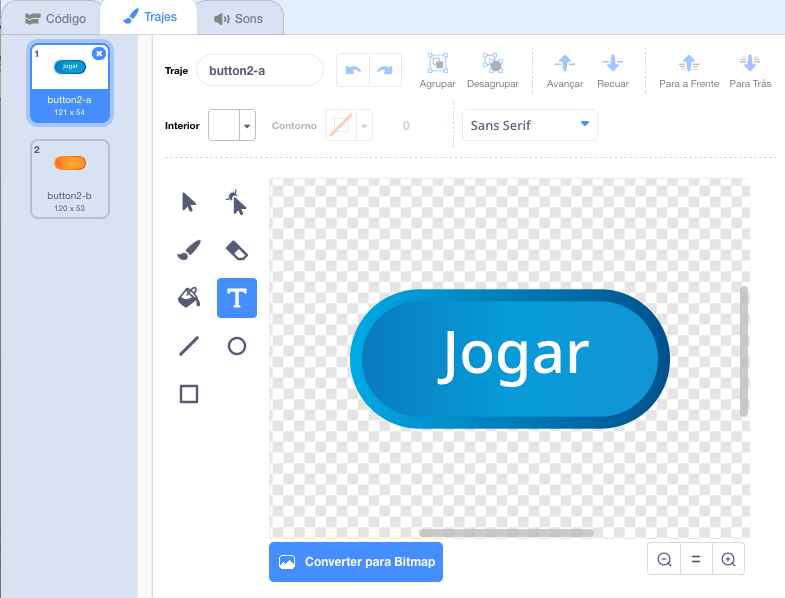 Código
Trajes
Sons
1
Jogar
button2-a
121 x 54
2
button2-b
120 x 53
Traje
button2-a
Agrupar
Desagrupar
Avançar
Recuar
Para a Frente
Para Trás
Interior
Contorno
0
Sans Serif
T
Jogar
Converter para Bitmap